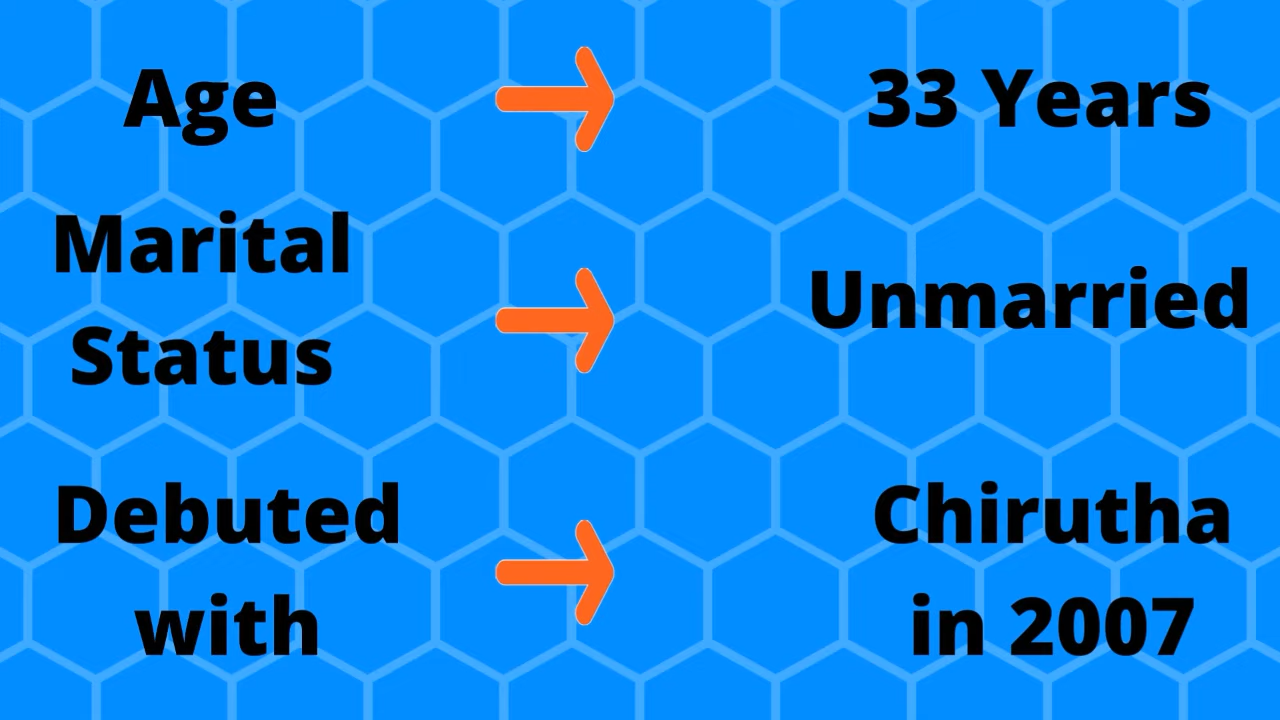 Age 33 Years
Marital
Status
Unmarried
Debuted
with
Chirutha
in 2007